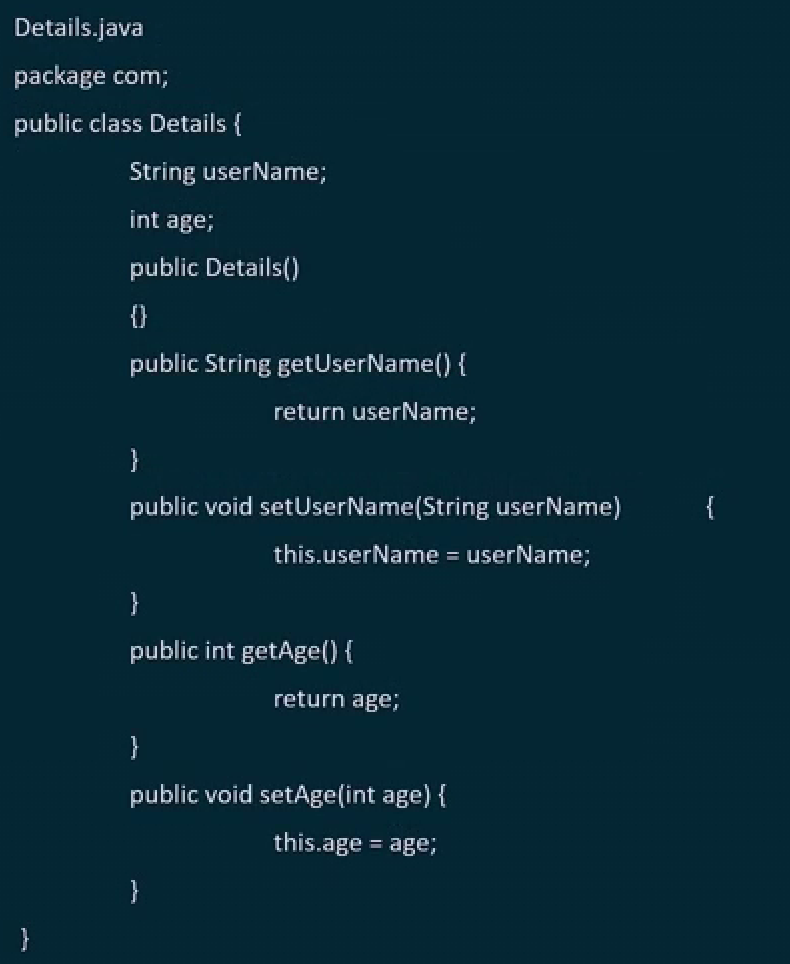 Details.java
package com;
public class Details {
String userName;
int age;
public Details()
{}
public String getUserName() {
return userName;
}
public void setUserName(String userName) {
this.userName = userName;
}
public int getAge() {
return age;
}
public void setAge(int age) {
this.age = age;
}
}